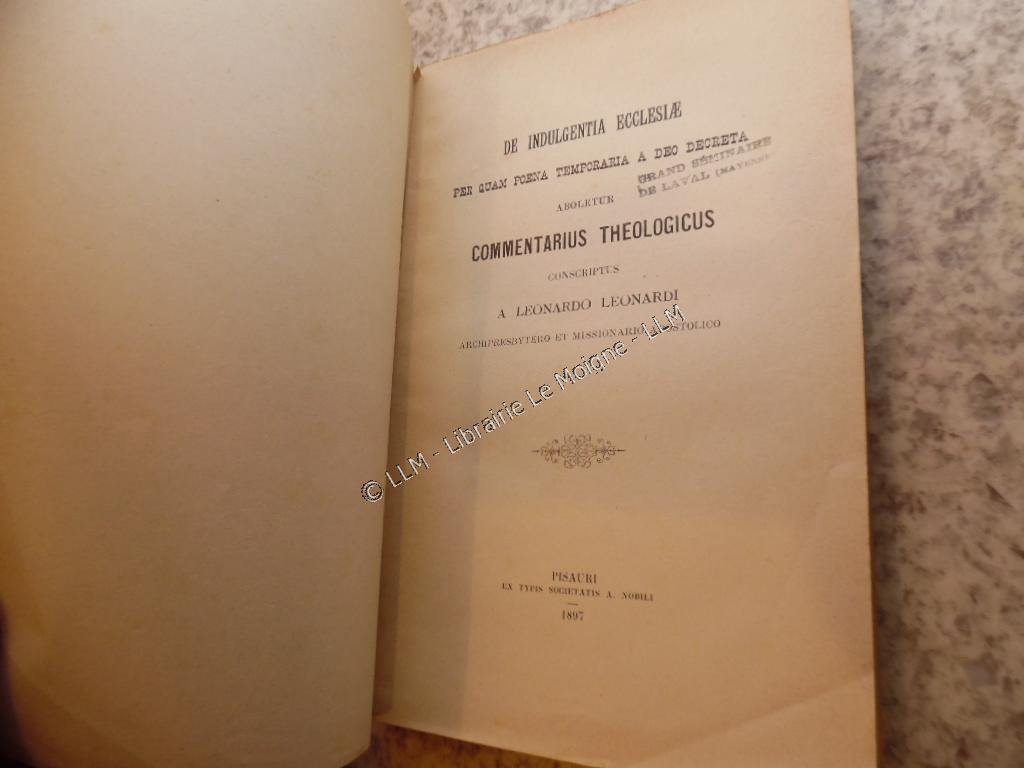 DE INDULGENTIA ECCLESIÆ
PER QUAM POENA TEMPORARIA A DEO DECRETA
GRAND SÉMINAIRE
DE LAVAL (MAYENNE
ABOLETUR
COMMENTARIUS THEOLOGICUS
CONSCRIPTUS
A LEONARDO LEONARDI
ARCHIPRESBYTERO ET MISSIONARIO APOSTOLICO
© LLM - Librairie Le Moigne - LLM
PISAURI
EX TYPIS SOCIETATIS A. NOBILI
1897